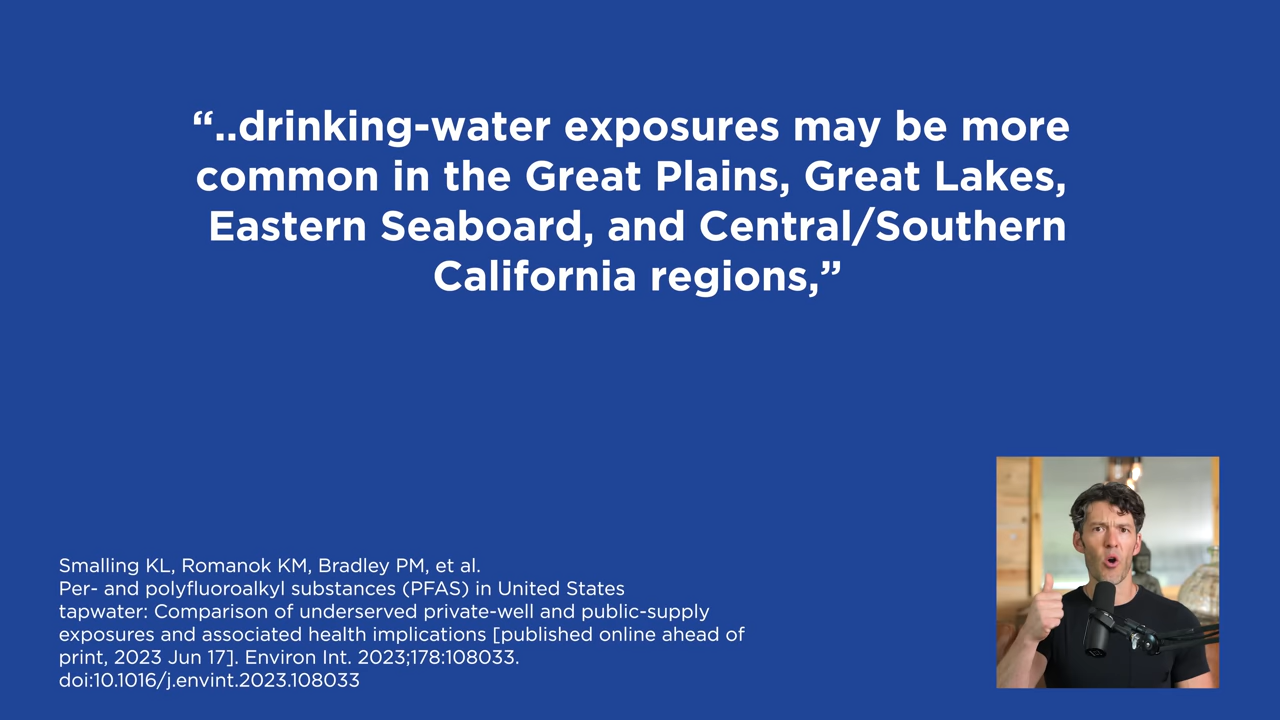 “..drinking-water exposures may be more
common in the Great Plains, Great Lakes,
Eastern Seaboard, and Central/Southern
California regions,”
Smalling KL, Romanok KM, Bradley PM, et al.
Per- and polyfluoroalkyl substances (PFAS) in United States
tapwater: Comparison of underserved private-well and public-supply
exposures and associated health implications [published online ahead of
print, 2023 Jun 17]. Environ Int. 2023;178:108033.
doi:10.1016/j.envint.2023.108033